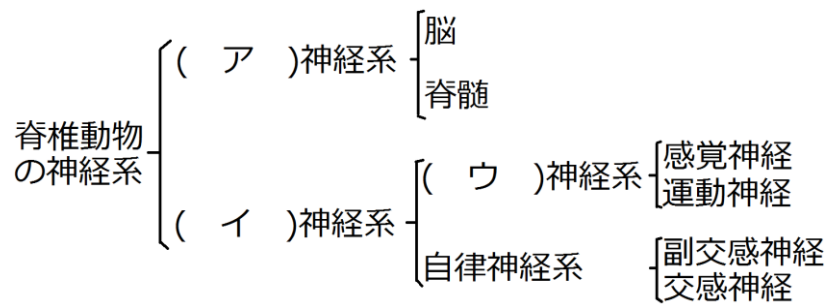 脊椎動物
の神経系
(　ア　)神経系
脳
脊髄
(　イ　)神経系
(　ウ　)神経系
感覚神経
運動神経
自律神経系
副交感神経
交感神経